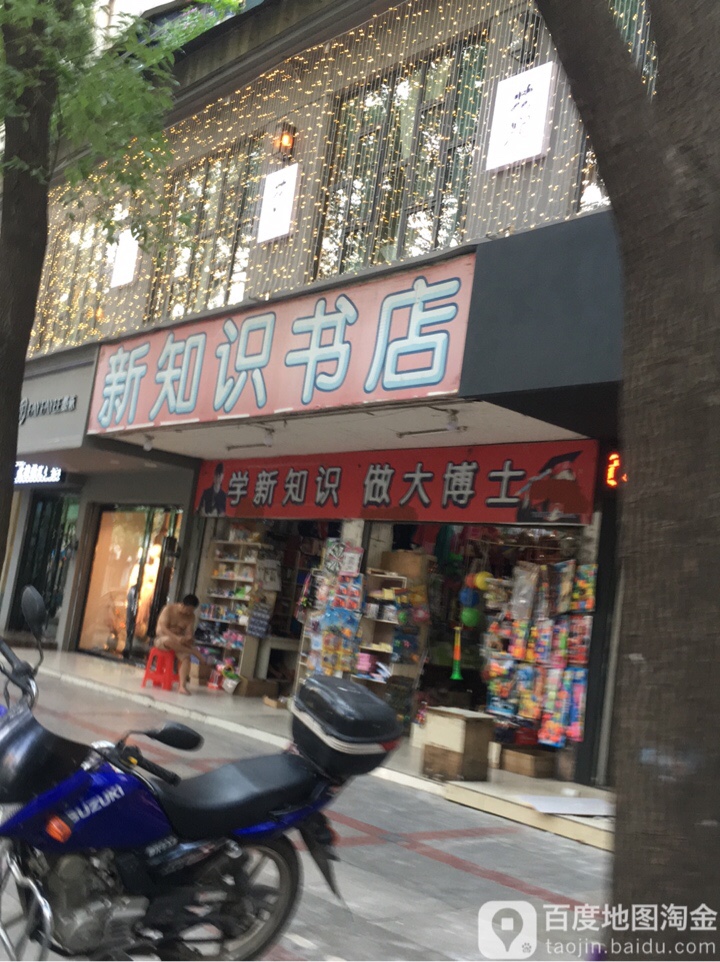 新知识书店
学新知识 做大博士
SUZUKI
百度地图淘金
taojin.baidu.com